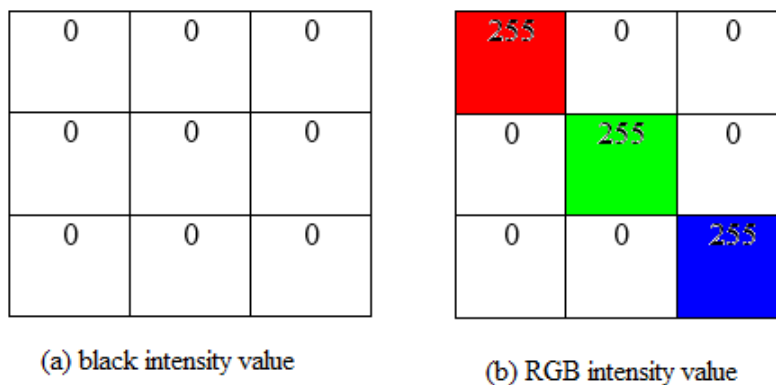 0 0 0
0 0 0
0 0 0
(a) black intensity value
255 0 0
0 255 0
0 0 255
(b) RGB intensity value